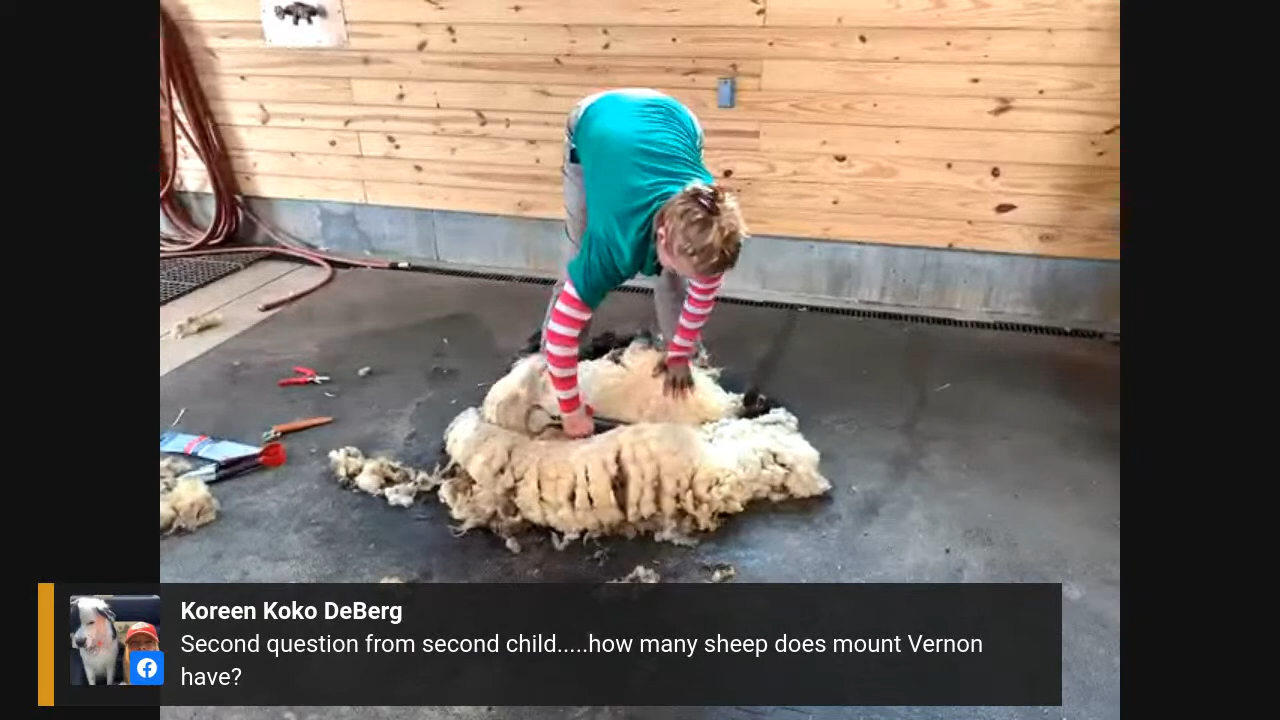 Koreen Koko DeBerg
Second question from second child.....how many sheep does mount Vernon
have?